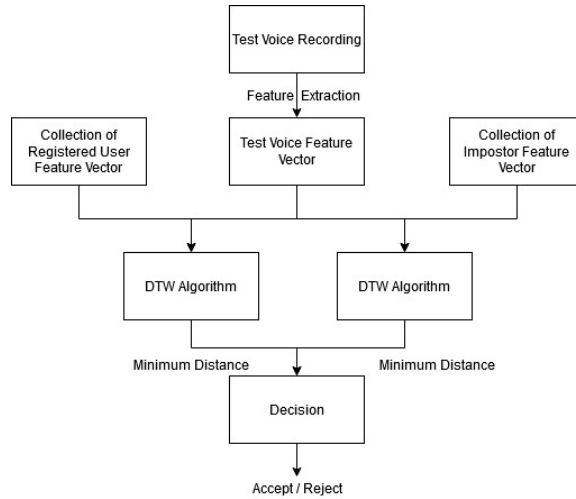 Test Voice Recording
Feature Extraction
Collection of
Registered User
Feature Vector
Test Voice Feature
Vector
Collection of
Impostor Feature
Vector
DTW Algorithm
DTW Algorithm
Minimum Distance
Minimum Distance
Decision
Accept / Reject